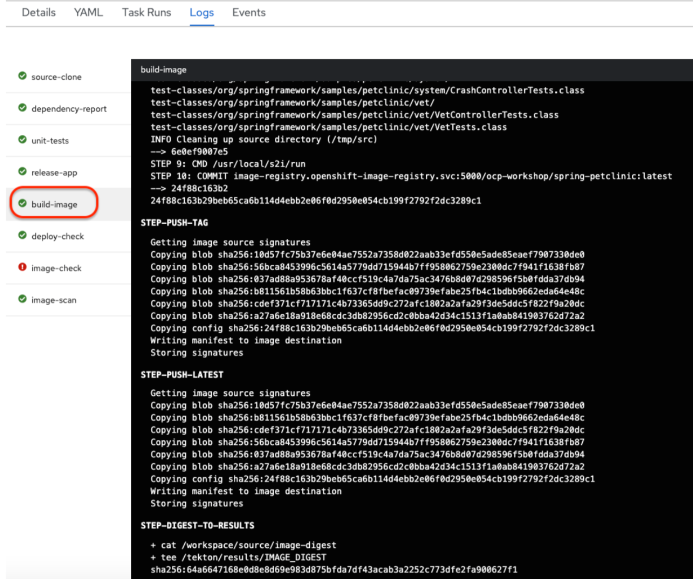 Details YAML Task Runs Logs Events
source-clone
dependency-report
unit-tests
release-app
build-image
deploy-check
image-check
image-scan
build-image
test-classes/org/springframework/samples/petclinic/system/CrashControllerTests.class
test-classes/org/springframework/samples/petclinic/vet/
test-classes/org/springframework/samples/petclinic/vet/VetControllerTests.class
test-classes/org/springframework/samples/petclinic/vet/VetTests.class
INFO Cleaning up source directory (/tmp/src)
--> 6e0ef9007e5
STEP 9: CMD /usr/local/s2i/run
STEP 10: COMMIT image-registry.openshift-image-registry.svc:5000/ocp-workshop/spring-petclinic:latest
--> 24f88c163b2
24f88c163b29beb65ca6b114d4ebb2e06f0d2950e054cb199f2792f2dc3289c1
STEP-PUSH-TAG
Getting image source signatures
Copying blob sha256:10d57fc75b37e6e04ae7552a7358d022aab33efd550e5ade85eaef7907330de0
Copying blob sha256:56bca8453996c5614a5779dd715944b7ff958062759e2300dc7f941f1638fb87
Copying blob sha256:037ad88a953678af40ccf519c4a7da75ac3476b8d07d298596f5b0fdda37db94
Copying blob sha256:b811561b58b63bbc1f637cf8fbefac09739efabe25fb4c1bdbb9662eda64e48c
Copying blob sha256:cdef371cf717171c4b73365dd9c272afc1802a2afa29f3de5ddc5f822f9a20dc
Copying blob sha256:a27a6e18a918e68cdc3db82956cd2c0bba42d34c1513f1a0ab841903762d72a2
Copying config sha256:24f88c163b29beb65ca6b114d4ebb2e06f0d2950e054cb199f2792f2dc3289c1
Writing manifest to image destination
Storing signatures
STEP-PUSH-LATEST
Getting image source signatures
Copying blob sha256:10d57fc75b37e6e04ae7552a7358d022aab33efd550e5ade85eaef7907330de0
Copying blob sha256:b811561b58b63bbc1f637cf8fbefac09739efabe25fb4c1bdbb9662eda64e48c
Copying blob sha256:cdef371cf717171c4b73365dd9c272afc1802a2afa29f3de5ddc5f822f9a20dc
Copying blob sha256:56bca8453996c5614a5779dd715944b7ff958062759e2300dc7f941f1638fb87
Copying blob sha256:037ad88a953678af40ccf519c4a7da75ac3476b8d07d298596f5b0fdda37db94
Copying blob sha256:a27a6e18a918e68cdc3db82956cd2c0bba42d34c1513f1a0ab841903762d72a2
Copying config sha256:24f88c163b29beb65ca6b114d4ebb2e06f0d2950e054cb199f2792f2dc3289c1
Writing manifest to image destination
Storing signatures
STEP-DIGEST-TO-RESULTS
+ cat /workspace/source/image-digest
+ tee /tekton/results/IMAGE_DIGEST
sha256:64a6647168e0d8e8d69e983d875bfda7df43acab3a2252c773dfe2fa900627f1